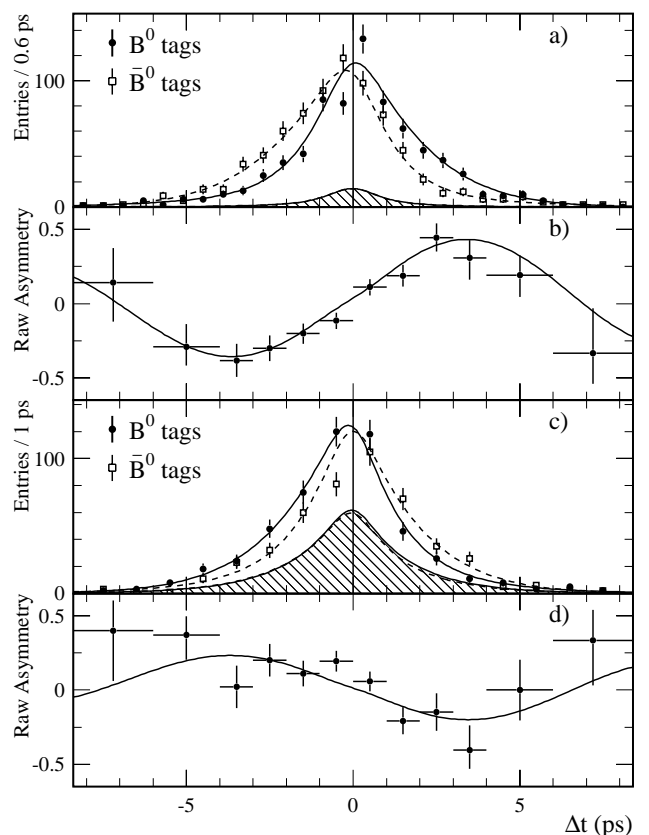 Entries / 0.6 ps
a)
B⁰ tags
B̄⁰ tags
100
0
Raw Asymmetry
b)
0.5
0
-0.5
Entries / 1 ps
c)
B⁰ tags
B̄⁰ tags
100
0
Raw Asymmetry
d)
0.5
0
-0.5
-5
0
5
Δt (ps)